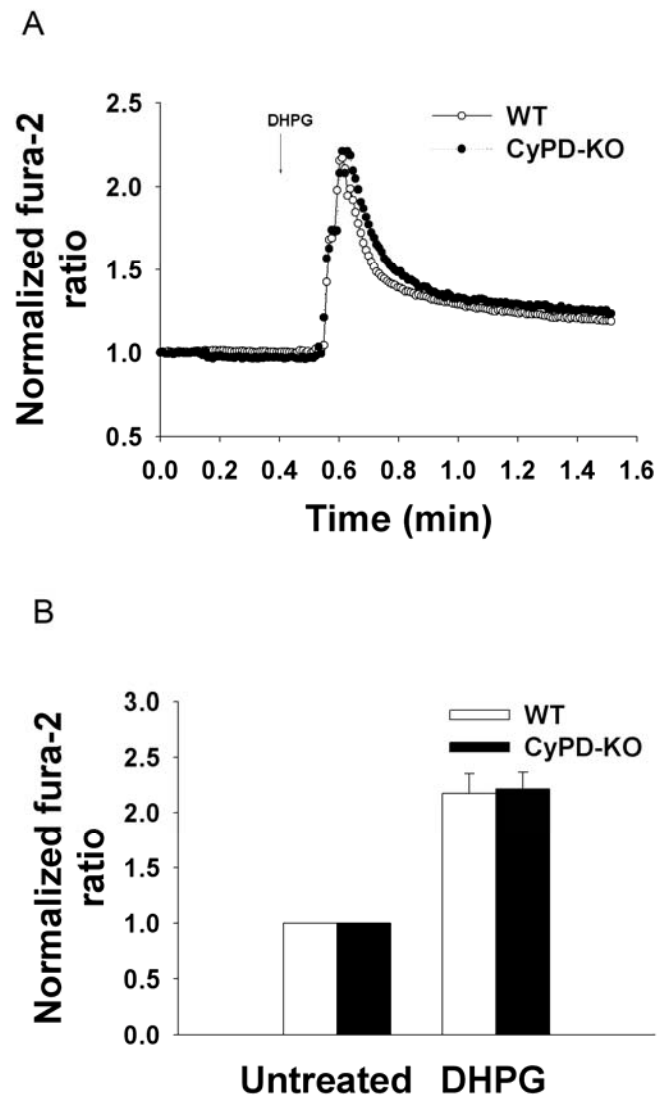 A
Normalized fura-2
ratio
2.5
2.0
1.5
1.0
0.5
DHPG
WT
CyPD-KO
0.0 0.2 0.4 0.6 0.8 1.0 1.2 1.4 1.6
Time (min)
B
Normalized fura-2
ratio
3.0
2.5
2.0
1.5
1.0
0.5
0.0
WT
CyPD-KO
Untreated DHPG